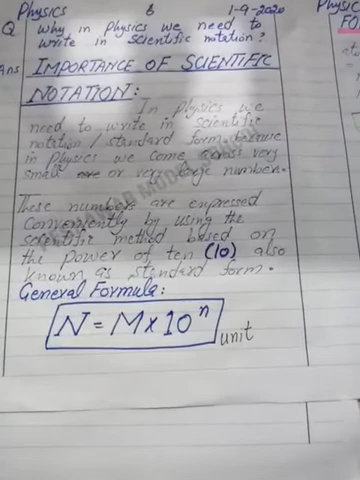 Physics 6 1-9-2020
Q Why in Physics we need to
write in scientific notation?
Ans IMPORTANCE OF SCIENTIFIC
NOTATION:-
In Physics we
need to write in scientific
notation / standard form because
in Physics we come across very
small or very large number.
These numbers are expressed
conveniently by using the
scientific method based on
the power of ten (10) also
known as standard form.
General Formula:
N = M x 10 n unit
Physic